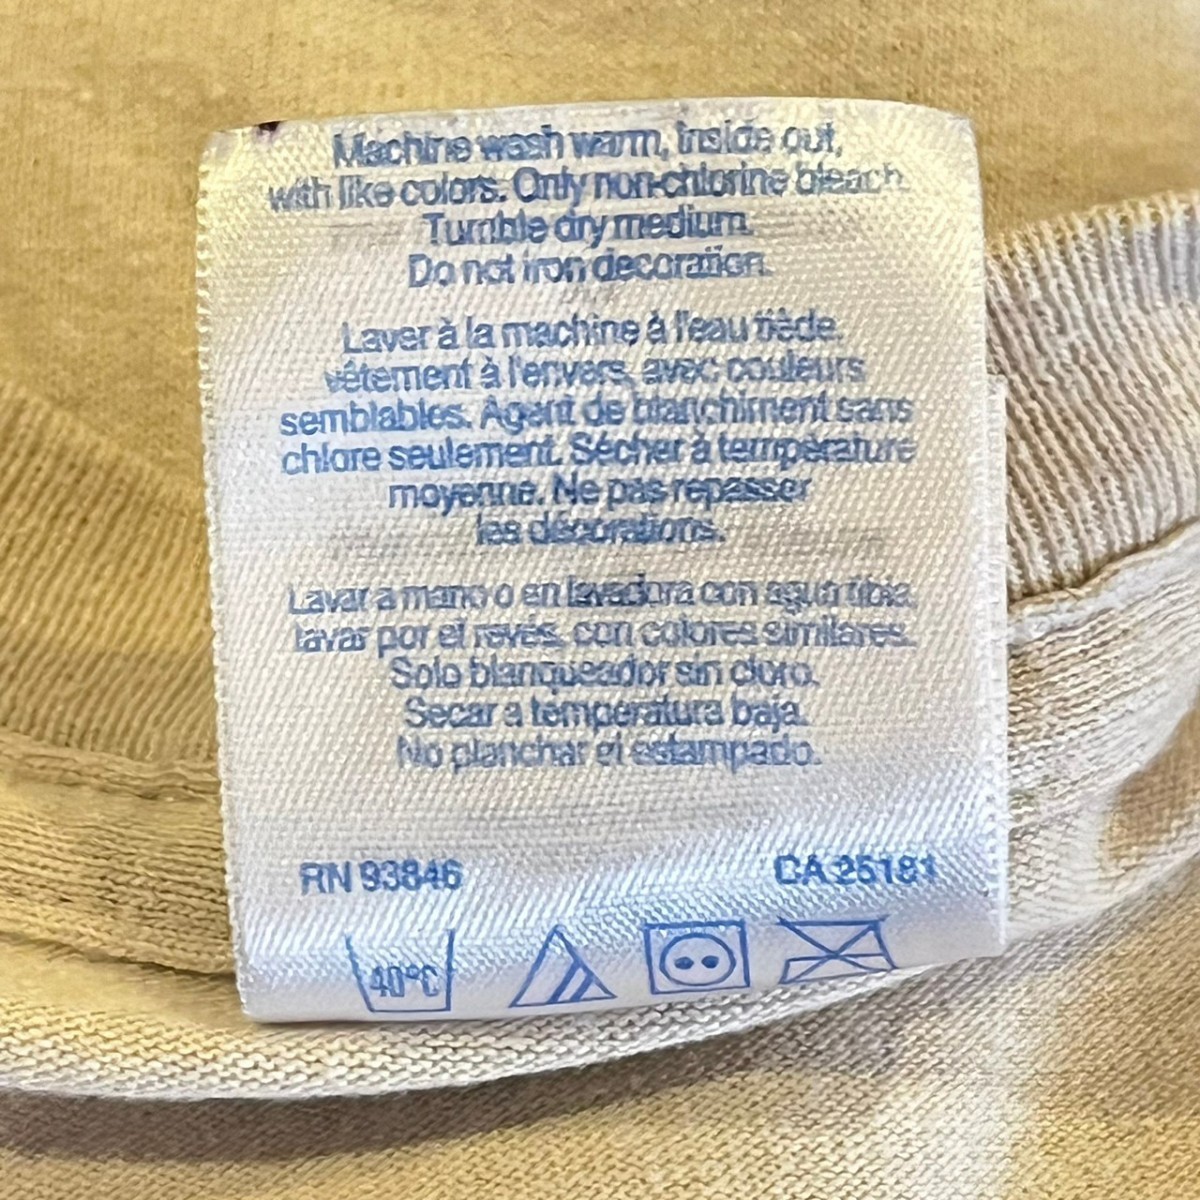 Machine wash warm, inside out,
with like colors. Only non-chlorine bleach.
Tumble dry medium.
Do not iron decoration.
Laver à la machine à l'eau tiède.
vêtement à l'envers, avec couleurs
semblables. Agent de blanchiment sans
chlore seulement. Sécher à température
moyenne. Ne pas repasser
les décorations.
Lavar a mano o en lavadora con agua tibia,
lavar por el revés, con colores similares.
Solo blanqueador sin cloro.
Secar a temperatura baja.
No planchar el estampado.
RN 93846 CA 25181
40°C